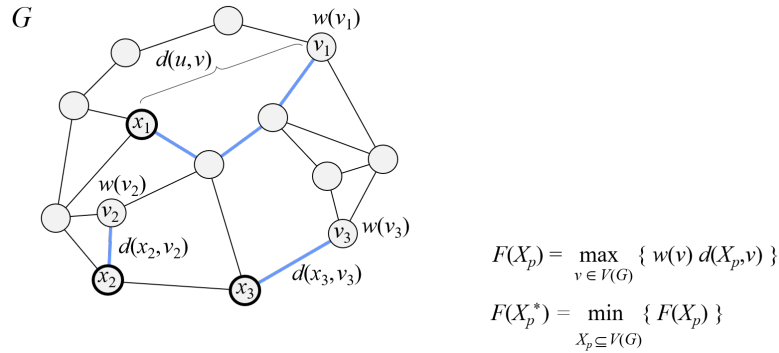 G
w(v₁)
v₁
d(u,v)
x₁
w(v₂)
v₂
v₃
w(v₃)
d(x₂,v₂)
d(x₃,v₃)
x₂
x₃
F(Xₚ) = max { w(v) d(Xₚ,v) }
v ∈ V(G)
F(Xₚ*) = min { F(Xₚ) }
Xₚ ⊆ V(G)